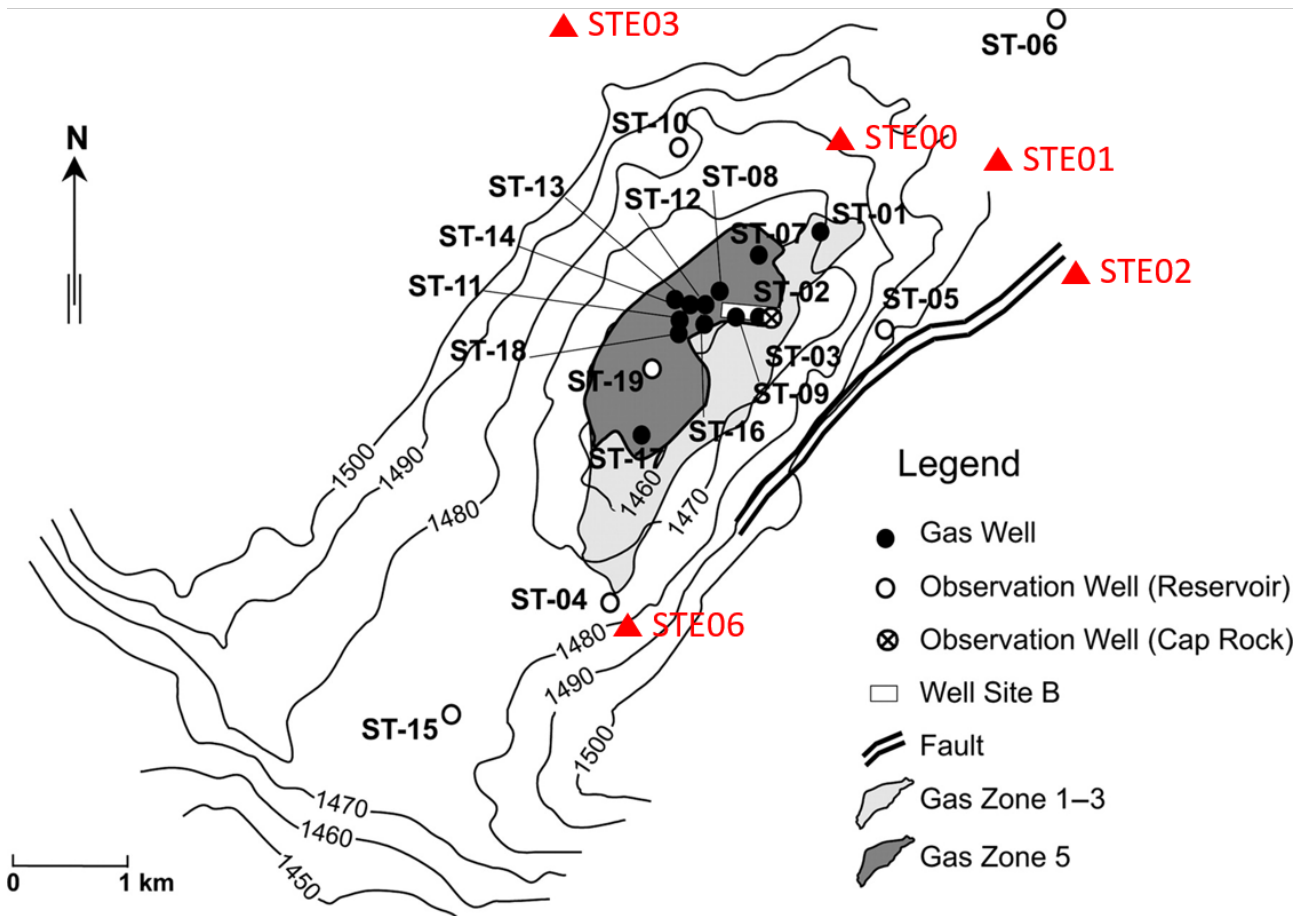 STE03
ST-06
N
ST-10
STE00
STE01
ST-08
ST-13
ST-12
ST-01
ST-14
ST-07
STE02
ST-11
ST-02
ST-05
ST-18
ST-03
ST-19
ST-09
ST-16
ST-17
1500
1490
1460
1480
1470
Legend
Gas Well
Observation Well (Reservoir)
Observation Well (Cap Rock)
Well Site B
Fault
Gas Zone 1–3
Gas Zone 5
ST-04
STE06
1480
1490
ST-15
1500
1470
1460
1450
0 1 km